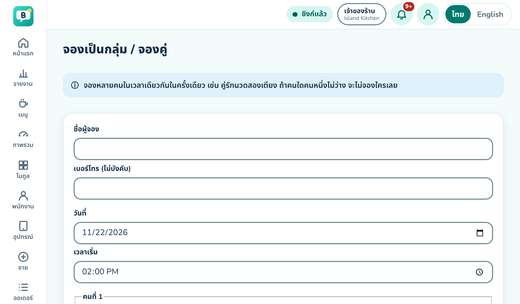 B
ซิงก์แล้ว
เจ้าของร้าน
Island Kitchen
9+
ไทย
English
หน้าแรก
รายงาน
เมนู
ภาพรวม
โมดูล
พนักงาน
อุปกรณ์
ขาย
ออเดอร์
จองเป็นกลุ่ม / จองคู่
จองหลายคนในเวลาเดียวกันในครั้งเดียว เช่น คู่รักนวดสองเตียง ถ้าคนใดคนหนึ่งไม่ว่าง จะไม่จองใครเลย
ชื่อผู้จอง
เบอร์โทร (ไม่บังคับ)
วันที่
11/22/2026
เวลาเริ่ม
02:00 PM
คนที่ 1